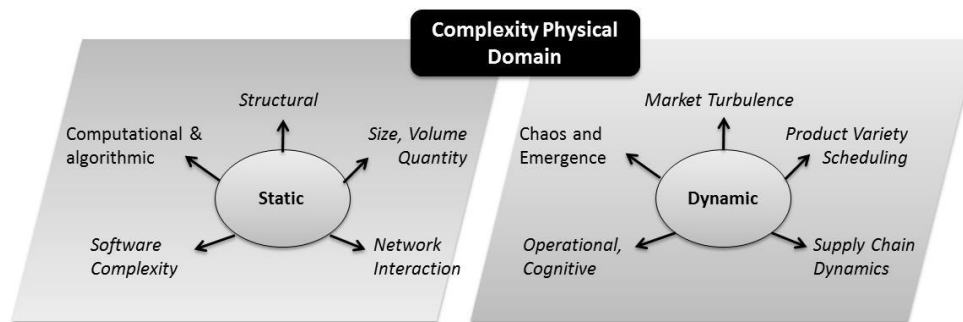 Complexity Physical
Domain
Structural
Computational &
algorithmic
Size, Volume
Quantity
Static
Software
Complexity
Network
Interaction
Market Turbulence
Chaos and
Emergence
Product Variety
Scheduling
Dynamic
Operational,
Cognitive
Supply Chain
Dynamics